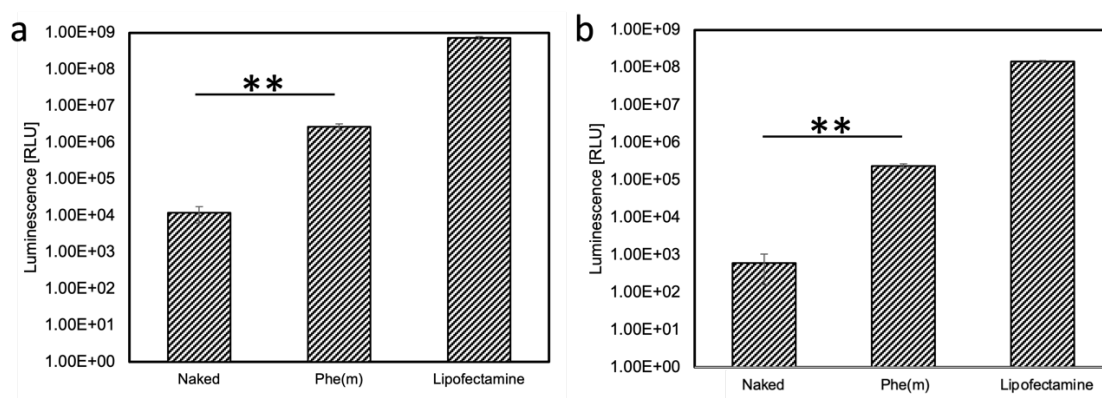 a
1.00E+09
1.00E+08
1.00E+07
1.00E+06
1.00E+05
1.00E+04
1.00E+03
1.00E+02
1.00E+01
1.00E+00
Luminescence [RLU]
**
Naked Phe(m) Lipofectamine
b
1.00E+09
1.00E+08
1.00E+07
1.00E+06
1.00E+05
1.00E+04
1.00E+03
1.00E+02
1.00E+01
1.00E+00
Luminescence [RLU]
**
Naked Phe(m) Lipofectamine